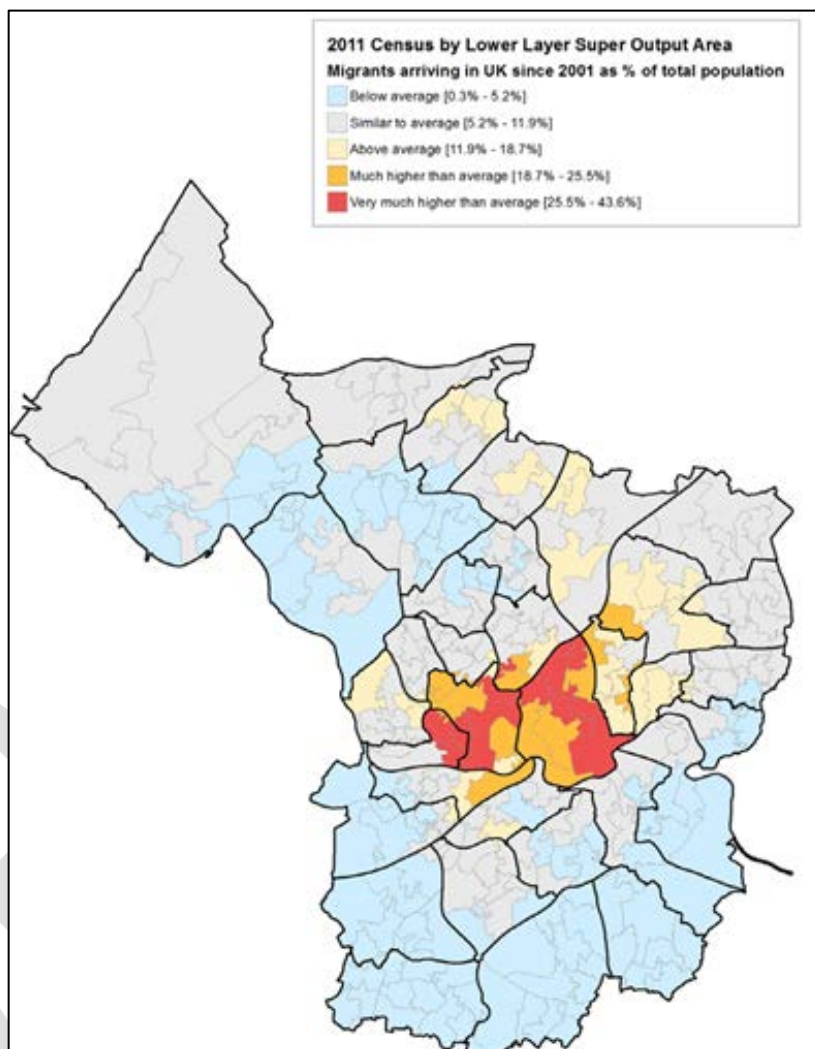 2011 Census by Lower Layer Super Output Area
Migrants arriving in UK since 2001 as % of total population
Below average [0.3% - 5.2%]
Similar to average [5.2% - 11.9%]
Above average [11.9% - 18.7%]
Much higher than average [18.7% - 25.5%]
Very much higher than average [25.5% - 43.6%]